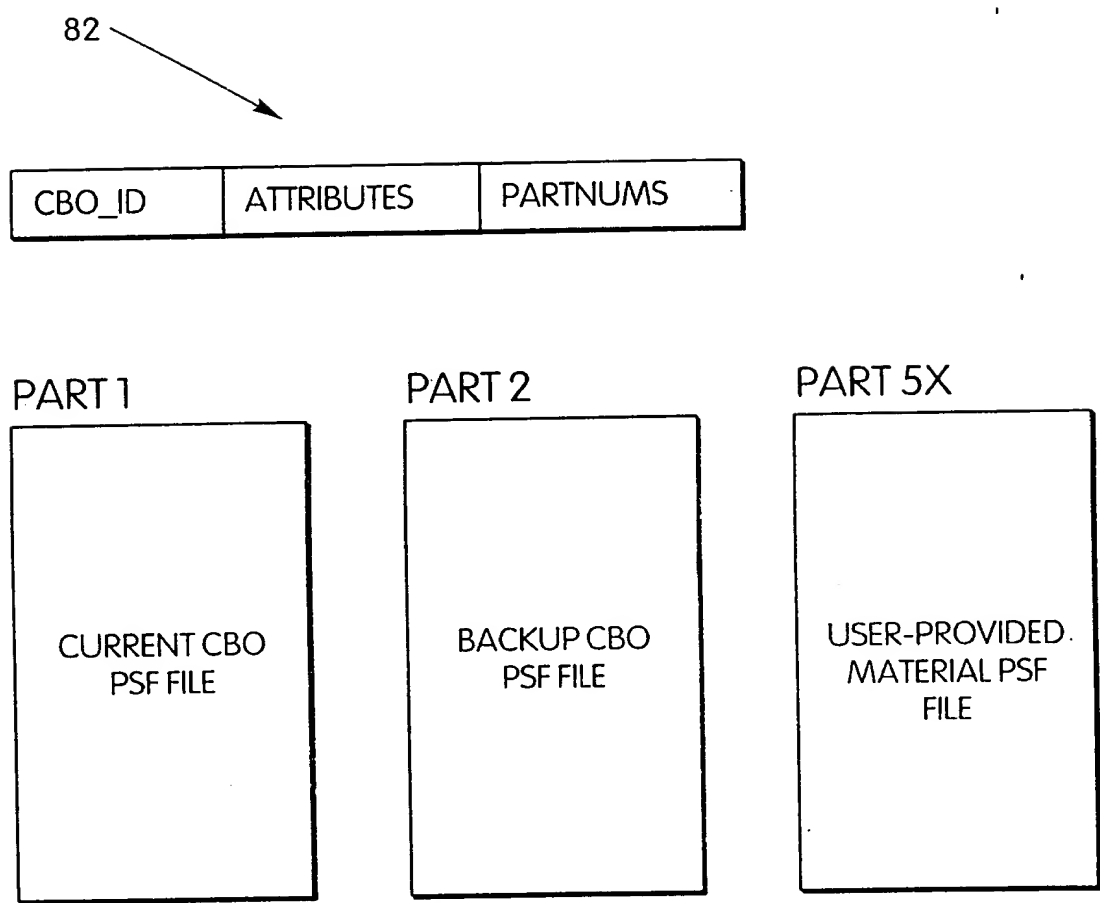 82
CBO_ID ATTRIBUTES PARTNUMS
PART 1 PART 2 PART 5X
CURRENT CBO
PSF FILE
BACKUP CBO
PSF FILE
USER-PROVIDED
MATERIAL PSF
FILE